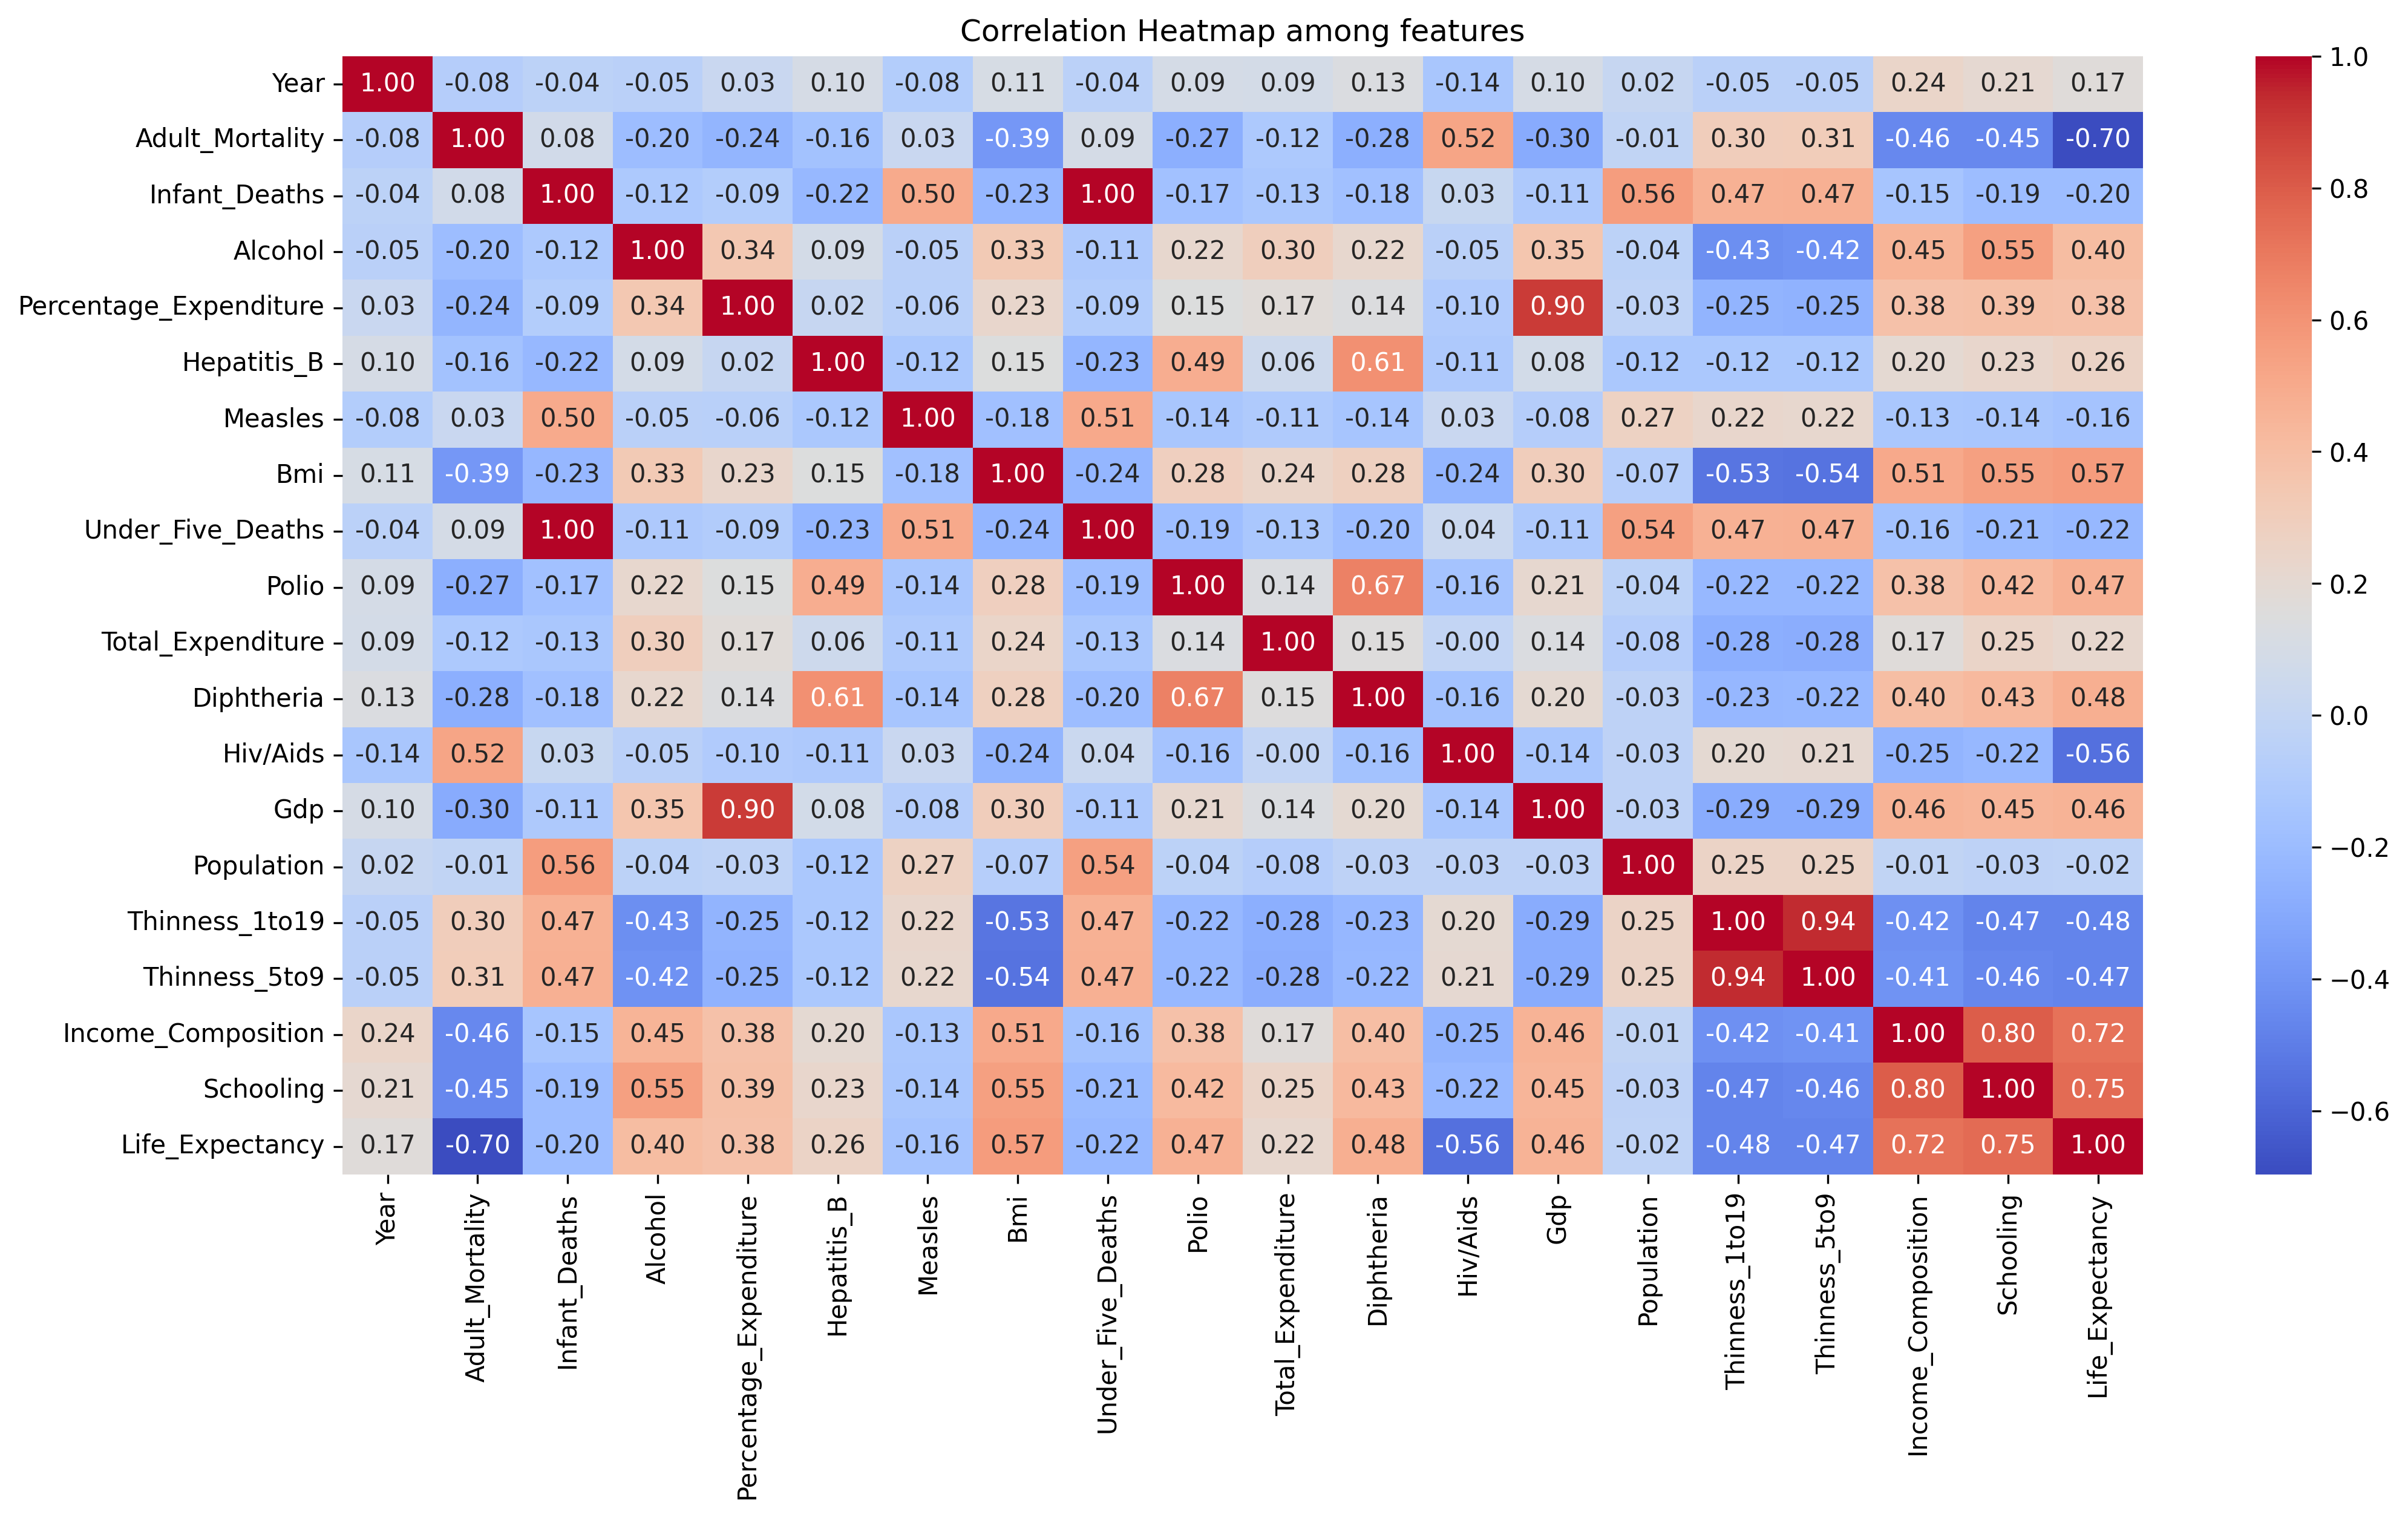 Correlation Heatmap among features
Year 1.00 -0.08 -0.04 -0.05 0.03 0.10 -0.08 0.11 -0.04 0.09 0.09 0.13 -0.14 0.10 0.02 -0.05 -0.05 0.24 0.21 0.17
Adult_Mortality -0.08 1.00 0.08 -0.20 -0.24 -0.16 0.03 -0.39 0.09 -0.27 -0.12 -0.28 0.52 -0.30 -0.01 0.30 0.31 -0.46 -0.45 -0.70
Infant_Deaths -0.04 0.08 1.00 -0.12 -0.09 -0.22 0.50 -0.23 1.00 -0.17 -0.13 -0.18 0.03 -0.11 0.56 0.47 0.47 -0.15 -0.19 -0.20
Alcohol -0.05 -0.20 -0.12 1.00 0.34 0.09 -0.05 0.33 -0.11 0.22 0.30 0.22 -0.05 0.35 -0.04 -0.43 -0.42 0.45 0.55 0.40
Percentage_Expenditure 0.03 -0.24 -0.09 0.34 1.00 0.02 -0.06 0.23 -0.09 0.15 0.17 0.14 -0.10 0.90 -0.03 -0.25 -0.25 0.38 0.39 0.38
Hepatitis_B 0.10 -0.16 -0.22 0.09 0.02 1.00 -0.12 0.15 -0.23 0.49 0.06 0.61 -0.11 0.08 -0.12 -0.12 -0.12 0.20 0.23 0.26
Measles -0.08 0.03 0.50 -0.05 -0.06 -0.12 1.00 -0.18 0.51 -0.14 -0.11 -0.14 0.03 -0.08 0.27 0.22 0.22 -0.13 -0.14 -0.16
Bmi 0.11 -0.39 -0.23 0.33 0.23 0.15 -0.18 1.00 -0.24 0.28 0.24 0.28 -0.24 0.30 -0.07 -0.53 -0.54 0.51 0.55 0.57
Under_Five_Deaths -0.04 0.09 1.00 -0.11 -0.09 -0.23 0.51 -0.24 1.00 -0.19 -0.13 -0.20 0.04 -0.11 0.54 0.47 0.47 -0.16 -0.21 -0.22
Polio 0.09 -0.27 -0.17 0.22 0.15 0.49 -0.14 0.28 -0.19 1.00 0.14 0.67 -0.16 0.21 -0.04 -0.22 -0.22 0.38 0.42 0.47
Total_Expenditure 0.09 -0.12 -0.13 0.30 0.17 0.06 -0.11 0.24 -0.13 0.14 1.00 0.15 -0.00 0.14 -0.08 -0.28 -0.28 0.17 0.25 0.22
Diphtheria 0.13 -0.28 -0.18 0.22 0.14 0.61 -0.14 0.28 -0.20 0.67 0.15 1.00 -0.16 0.20 -0.03 -0.23 -0.22 0.40 0.43 0.48
Hiv/Aids -0.14 0.52 0.03 -0.05 -0.10 -0.11 0.03 -0.24 0.04 -0.16 -0.00 -0.16 1.00 -0.14 -0.03 0.20 0.21 -0.25 -0.22 -0.56
Gdp 0.10 -0.30 -0.11 0.35 0.90 0.08 -0.08 0.30 -0.11 0.21 0.14 0.20 -0.14 1.00 -0.03 -0.29 -0.29 0.46 0.45 0.46
Population 0.02 -0.01 0.56 -0.04 -0.03 -0.12 0.27 -0.07 0.54 -0.04 -0.08 -0.03 -0.03 -0.03 1.00 0.25 0.25 -0.01 -0.03 -0.02
Thinness_1to19 -0.05 0.30 0.47 -0.43 -0.25 -0.12 0.22 -0.53 0.47 -0.22 -0.28 -0.23 0.20 -0.29 0.25 1.00 0.94 -0.42 -0.47 -0.48
Thinness_5to9 -0.05 0.31 0.47 -0.42 -0.25 -0.12 0.22 -0.54 0.47 -0.22 -0.28 -0.22 0.21 -0.29 0.25 0.94 1.00 -0.41 -0.46 -0.47
Income_Composition 0.24 -0.46 -0.15 0.45 0.38 0.20 -0.13 0.51 -0.16 0.38 0.17 0.40 -0.25 0.46 -0.01 -0.42 -0.41 1.00 0.80 0.72
Schooling 0.21 -0.45 -0.19 0.55 0.39 0.23 -0.14 0.55 -0.21 0.42 0.25 0.43 -0.22 0.45 -0.03 -0.47 -0.46 0.80 1.00 0.75
Life_Expectancy 0.17 -0.70 -0.20 0.40 0.38 0.26 -0.16 0.57 -0.22 0.47 0.22 0.48 -0.56 0.46 -0.02 -0.48 -0.47 0.72 0.75 1.00
Year
Adult_Mortality
Infant_Deaths
Alcohol
Percentage_Expenditure
Hepatitis_B
Measles
Bmi
Under_Five_Deaths
Polio
Total_Expenditure
Diphtheria
Hiv/Aids
Gdp
Population
Thinness_1to19
Thinness_5to9
Income_Composition
Schooling
Life_Expectancy
1.0
0.8
0.6
0.4
0.2
0.0
−0.2
−0.4
−0.6